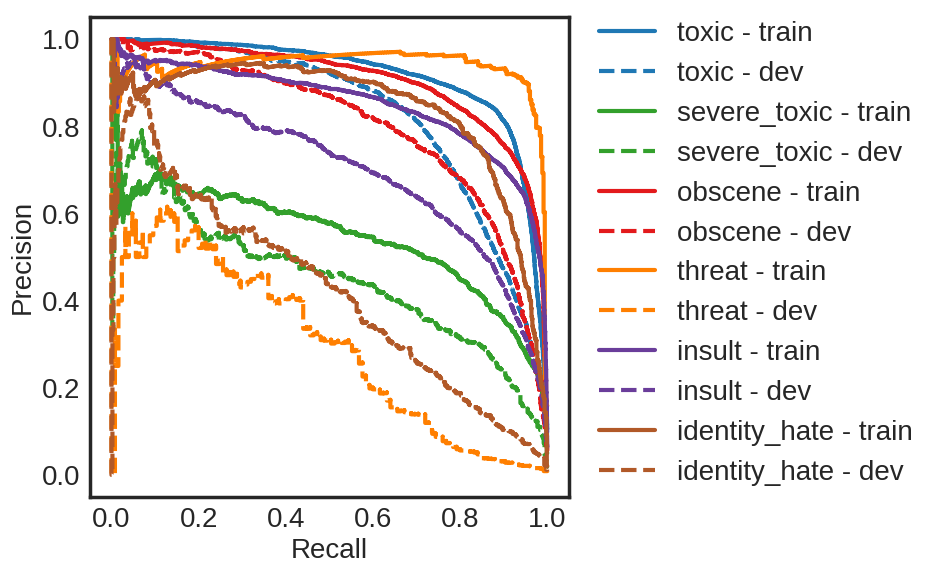 1.0
0.8
0.6
0.4
0.2
0.0
Precision
0.0 0.2 0.4 0.6 0.8 1.0
Recall
toxic - train
toxic - dev
severe_toxic - train
severe_toxic - dev
obscene - train
obscene - dev
threat - train
threat - dev
insult - train
insult - dev
identity_hate - train
identity_hate - dev